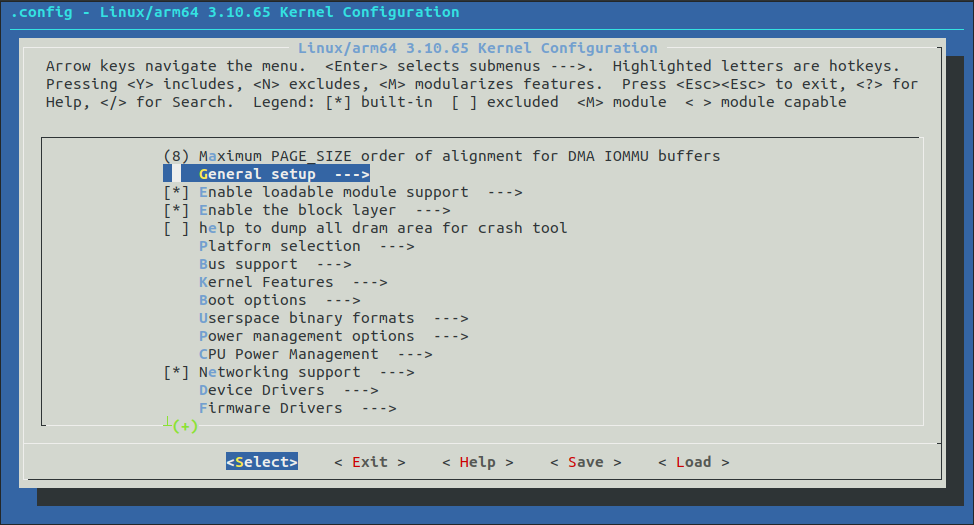 .config - Linux/arm64 3.10.65 Kernel Configuration
Linux/arm64 3.10.65 Kernel Configuration
Arrow keys navigate the menu.  <Enter> selects submenus --->.  Highlighted letters are hotkeys.
Pressing <Y> includes, <N> excludes, <M> modularizes features.  Press <Esc><Esc> to exit, <?> for
Help, </> for Search.  Legend: [*] built-in  [ ] excluded  <M> module  < > module capable
(8) Maximum PAGE_SIZE order of alignment for DMA IOMMU buffers
General setup  --->
[*] Enable loadable module support  --->
[*] Enable the block layer  --->
[ ] help to dump all dram area for crash tool
Platform selection  --->
Bus support  --->
Kernel Features  --->
Boot options  --->
Userspace binary formats  --->
Power management options  --->
CPU Power Management  --->
[*] Networking support  --->
Device Drivers  --->
Firmware Drivers  --->
(+)
<Select>    < Exit >    < Help >    < Save >    < Load >